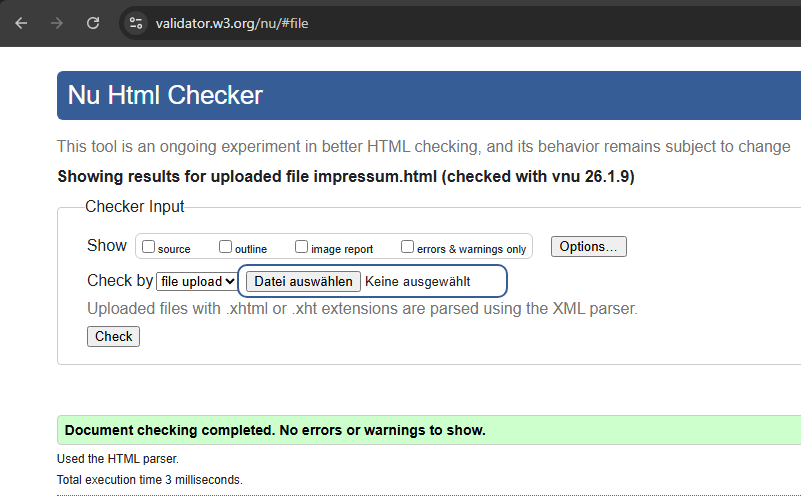 validator.w3.org/nu/#file
Nu Html Checker
This tool is an ongoing experiment in better HTML checking, and its behavior remains subject to change
Showing results for uploaded file impressum.html (checked with vnu 26.1.9)
Checker Input
Show source outline image report errors & warnings only Options...
Check by file upload Datei auswählen Keine ausgewählt
Uploaded files with .xhtml or .xht extensions are parsed using the XML parser.
Check
Document checking completed. No errors or warnings to show.
Used the HTML parser.
Total execution time 3 milliseconds.